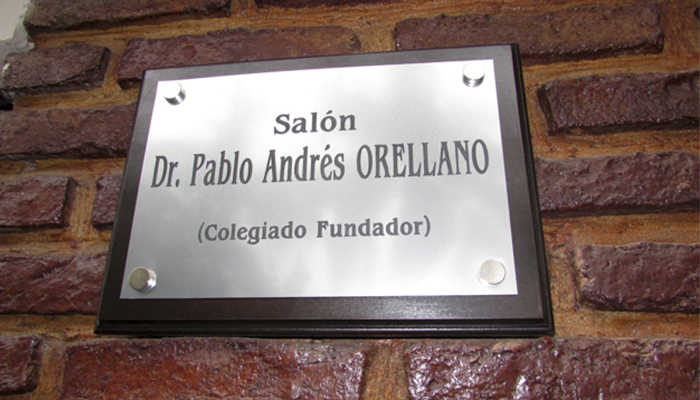 Salón
Dr. Pablo Andrés ORELLANO
(Colegiado Fundador)